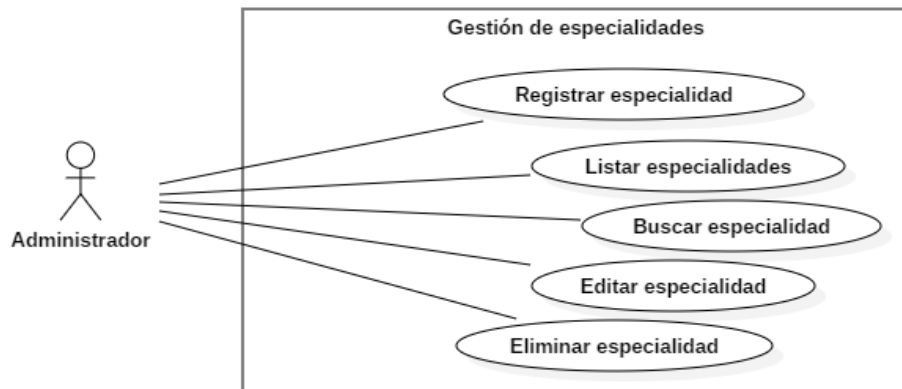 Gestión de especialidades
Registrar especialidad
Listar especialidades
Buscar especialidad
Administrador
Editar especialidad
Eliminar especialidad